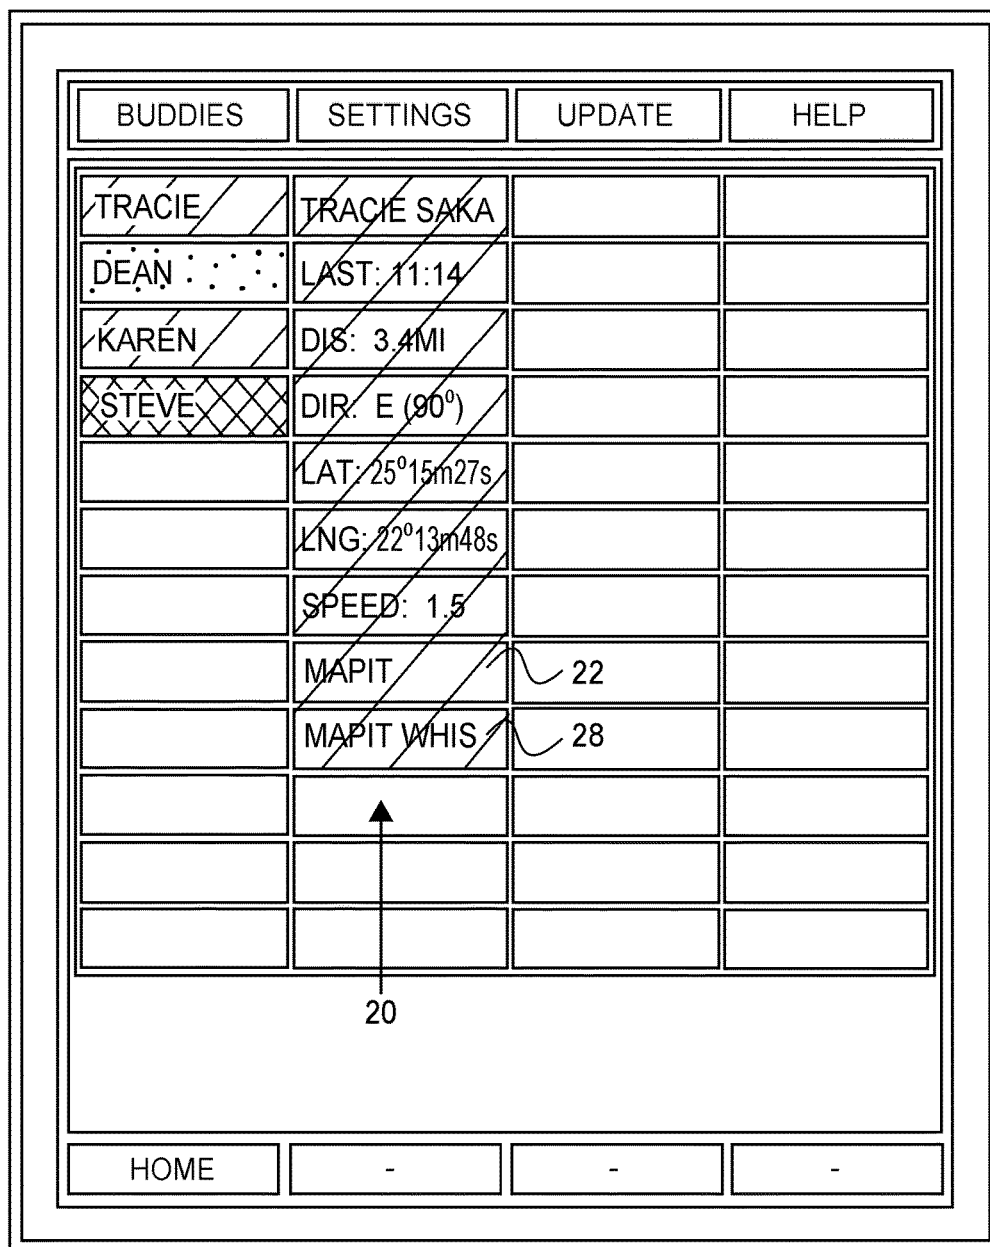 BUDDIES SETTINGS UPDATE HELP
TRACIE TRACIE SAKA
DEAN LAST: 11:14
KAREN DIS: 3.4MI
STEVE DIR: E (90⁰)
LAT: 25⁰15m27s
LNG: 22⁰13m48s
SPEED: 1.5
MAPIT 22
MAPIT WHIS 28
20
HOME - - -